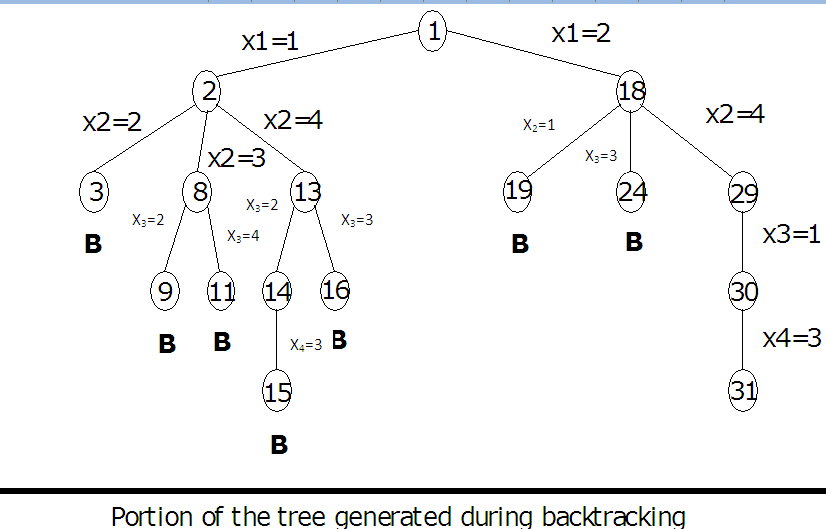 1
x1=1
x1=2
2
18
x2=2
x2=4
x2=4
X₂=1
x2=3
X₃=3
3
8
13
19
24
29
X₃=2
X₃=2
X₃=3
X₃=4
B
B
B
x3=1
9
11
14
16
30
B
B
X₄=3
B
x4=3
15
31
B
Portion of the tree generated during backtracking